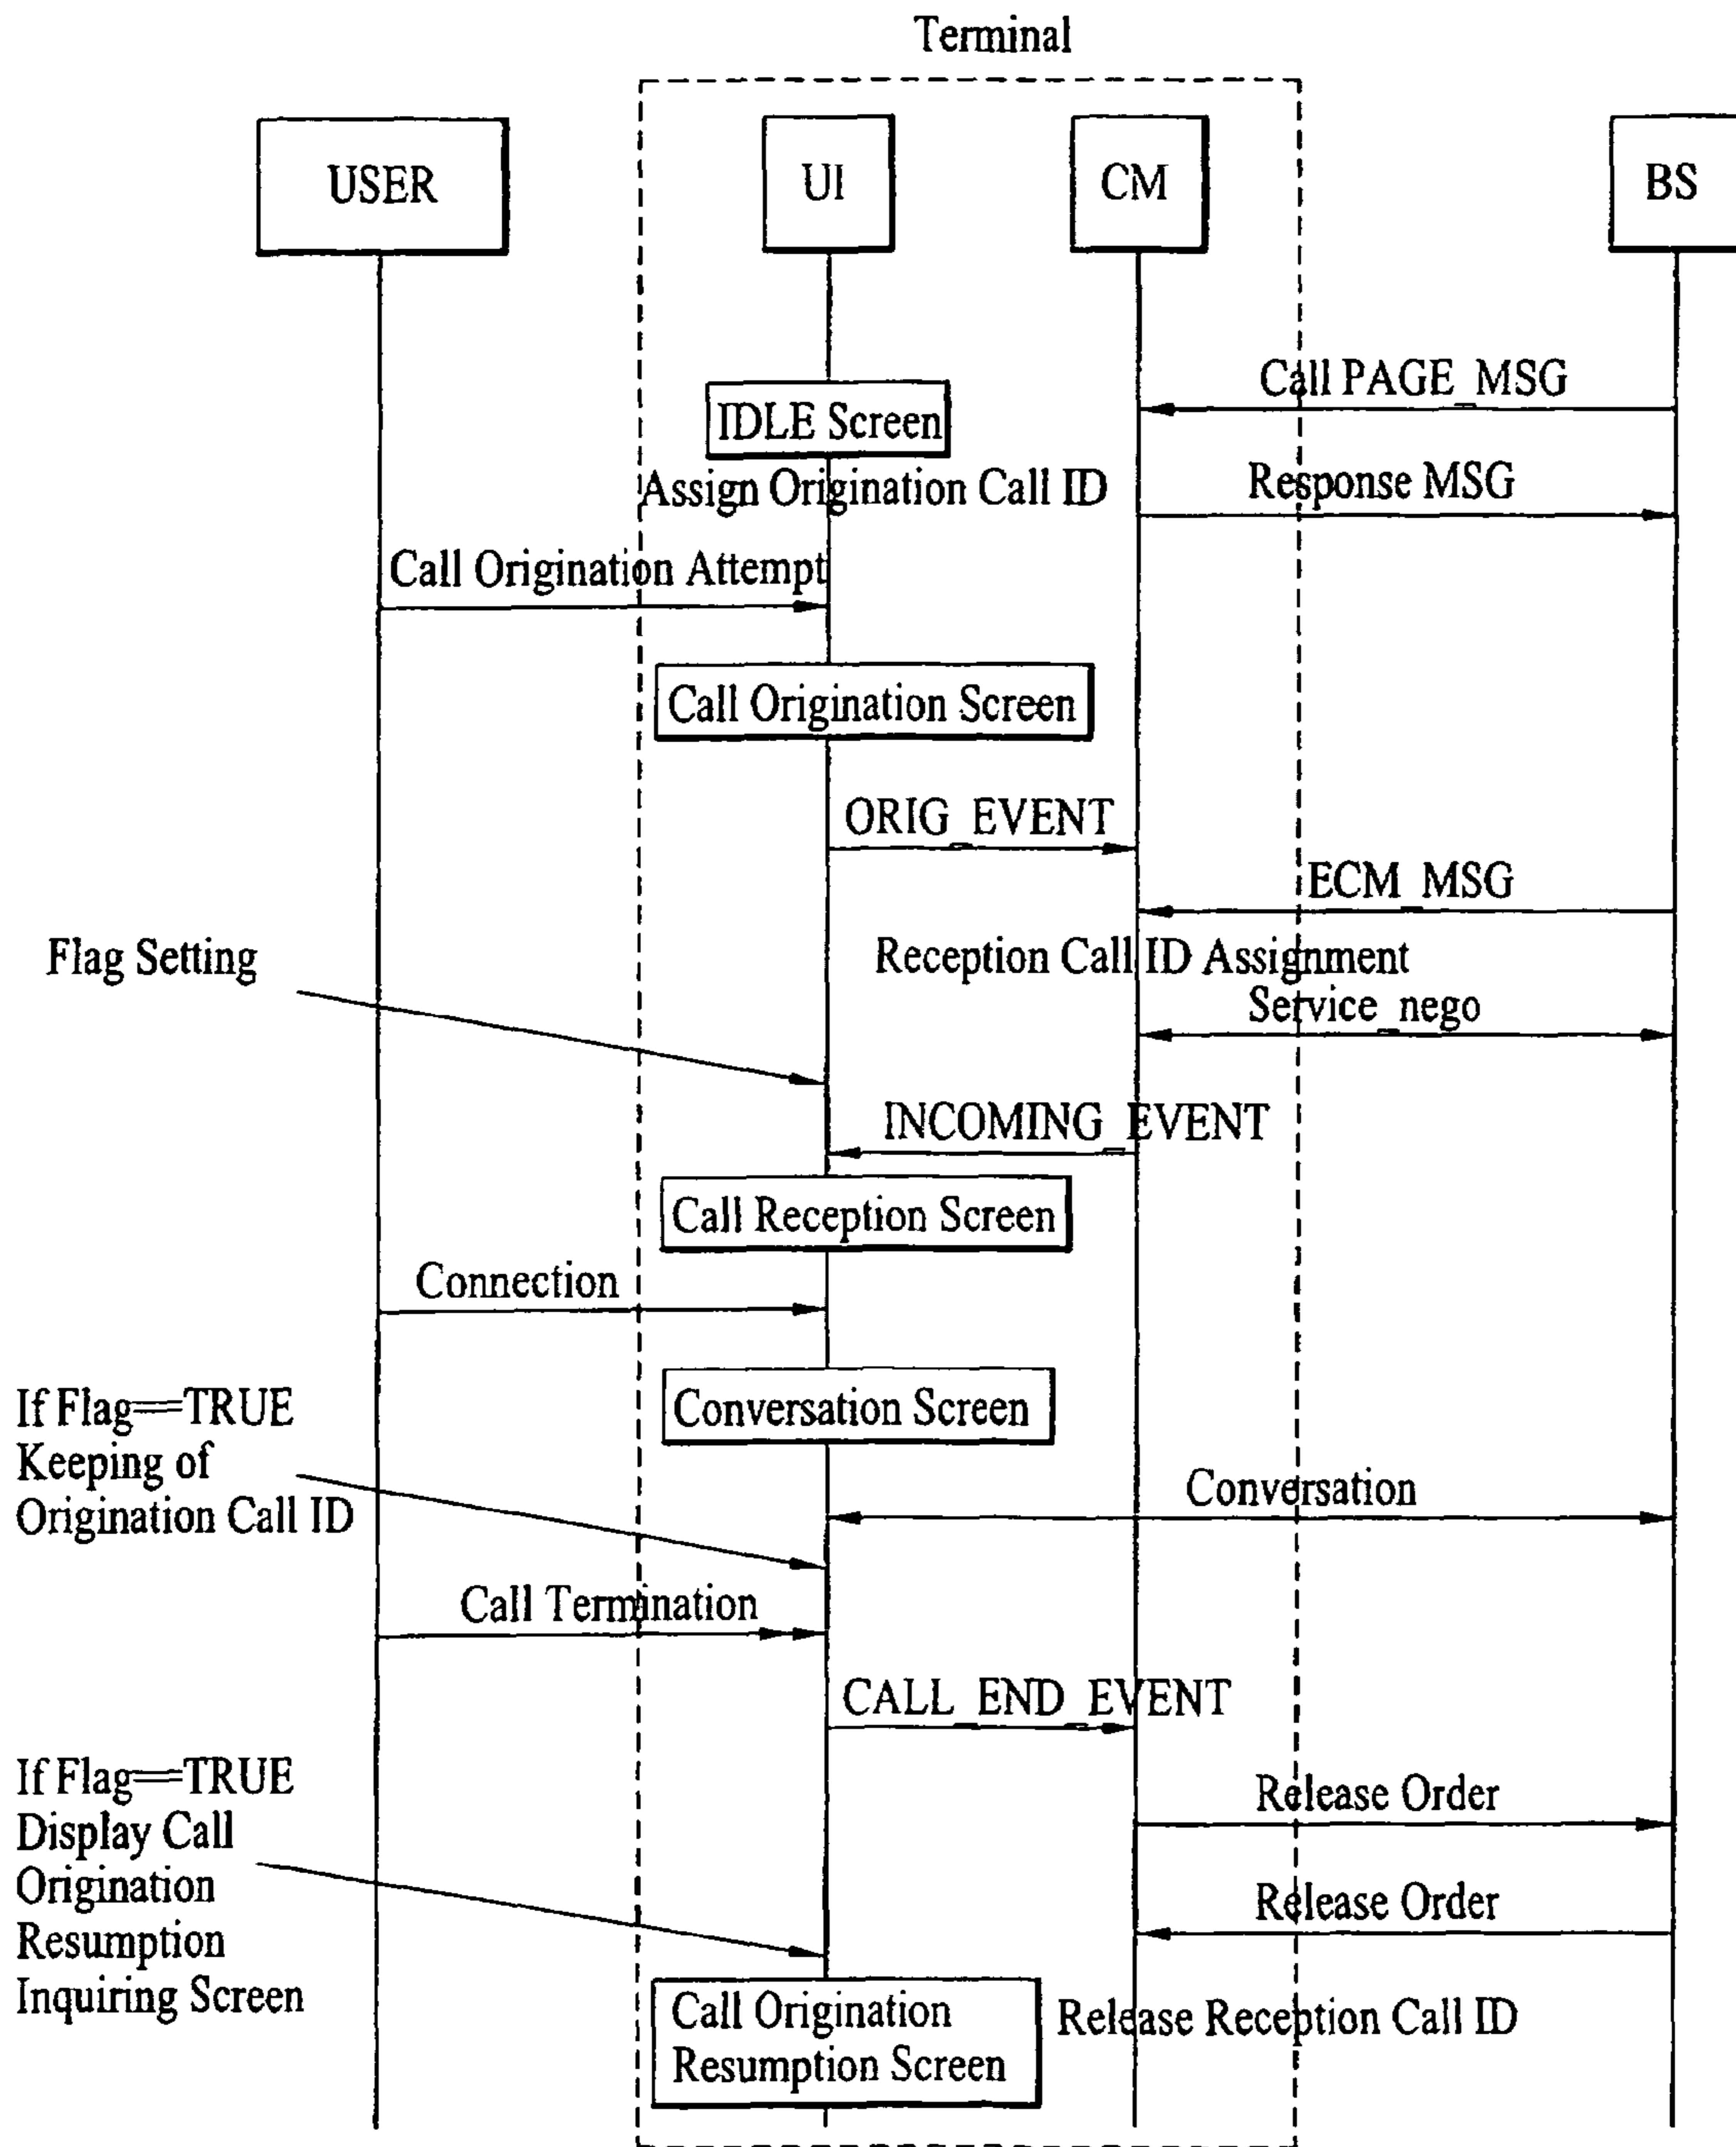 Terminal
USER
UI
CM
BS
Call PAGE_MSG
IDLE Screen
Assign Origination Call ID
Response MSG
Call Origination Attempt
Call Origination Screen
ORIG_EVENT
ECM_MSG
Flag Setting
Reception Call ID Assignment
Service_nego
INCOMING_EVENT
Call Reception Screen
Connection
If Flag==TRUE
Keeping of
Origination Call ID
Conversation Screen
Conversation
Call Termination
CALL_END_EVENT
If Flag==TRUE
Display Call
Origination
Resumption
Inquiring Screen
Release Order
Release Order
Call Origination
Resumption Screen
Release Reception Call ID